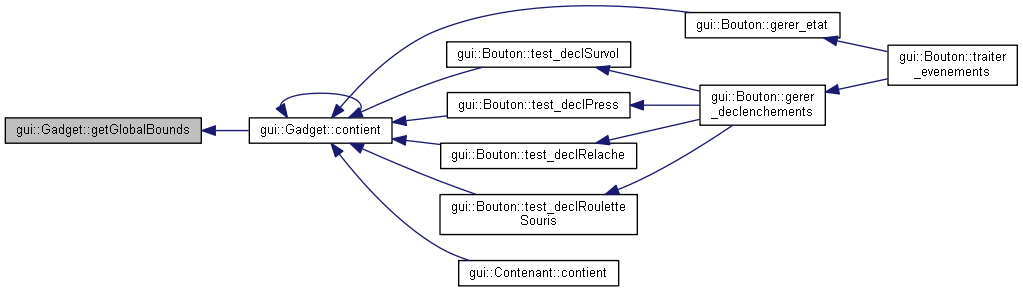 gui::Gadget::getGlobalBounds
gui::Gadget::contient
gui::Bouton::gerer_etat
gui::Bouton::test_declSurvol
gui::Bouton::test_declPress
gui::Bouton::test_declRelache
gui::Bouton::test_declRoulette
Souris
gui::Contenant::contient
gui::Bouton::gerer
_declenchements
gui::Bouton::traiter
_evenements